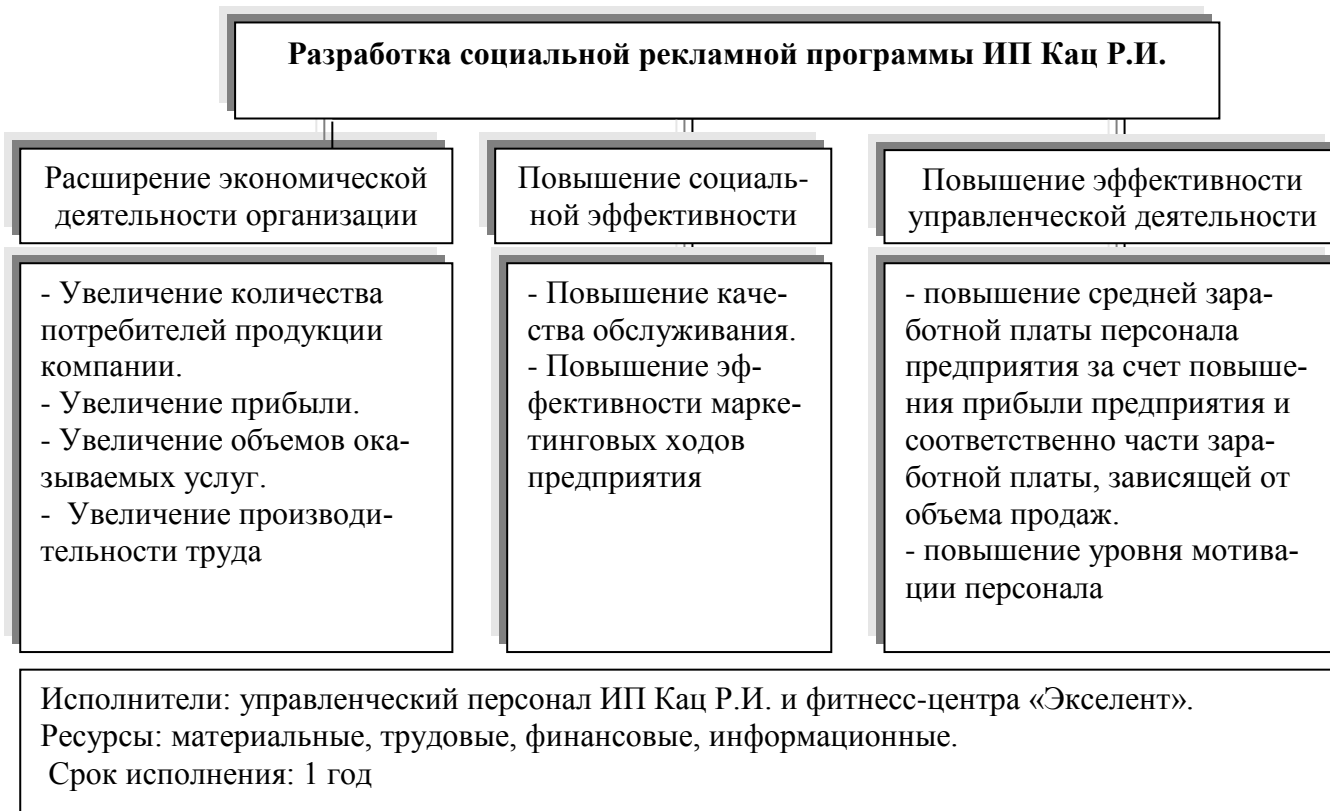 Разработка социальной рекламной программы ИП Кац Р.И.
Расширение экономической
деятельности организации
Повышение социаль-
ной эффективности
Повышение эффективности
управленческой деятельности
- Увеличение количества
потребителей продукции
компании.
- Увеличение прибыли.
- Увеличение объемов ока-
зываемых услуг.
-  Увеличение производи-
тельности труда
- Повышение каче-
ства обслуживания.
- Повышение эф-
фективности марке-
тинговых ходов
предприятия
- повышение средней зара-
ботной платы персонала
предприятия за счет повыше-
ния прибыли предприятия и
соответственно части зара-
ботной платы, зависящей от
объема продаж.
- повышение уровня мотива-
ции персонала
Исполнители: управленческий персонал ИП Кац Р.И. и фитнесс-центра «Экселент».
Ресурсы: материальные, трудовые, финансовые, информационные.
Срок исполнения: 1 год